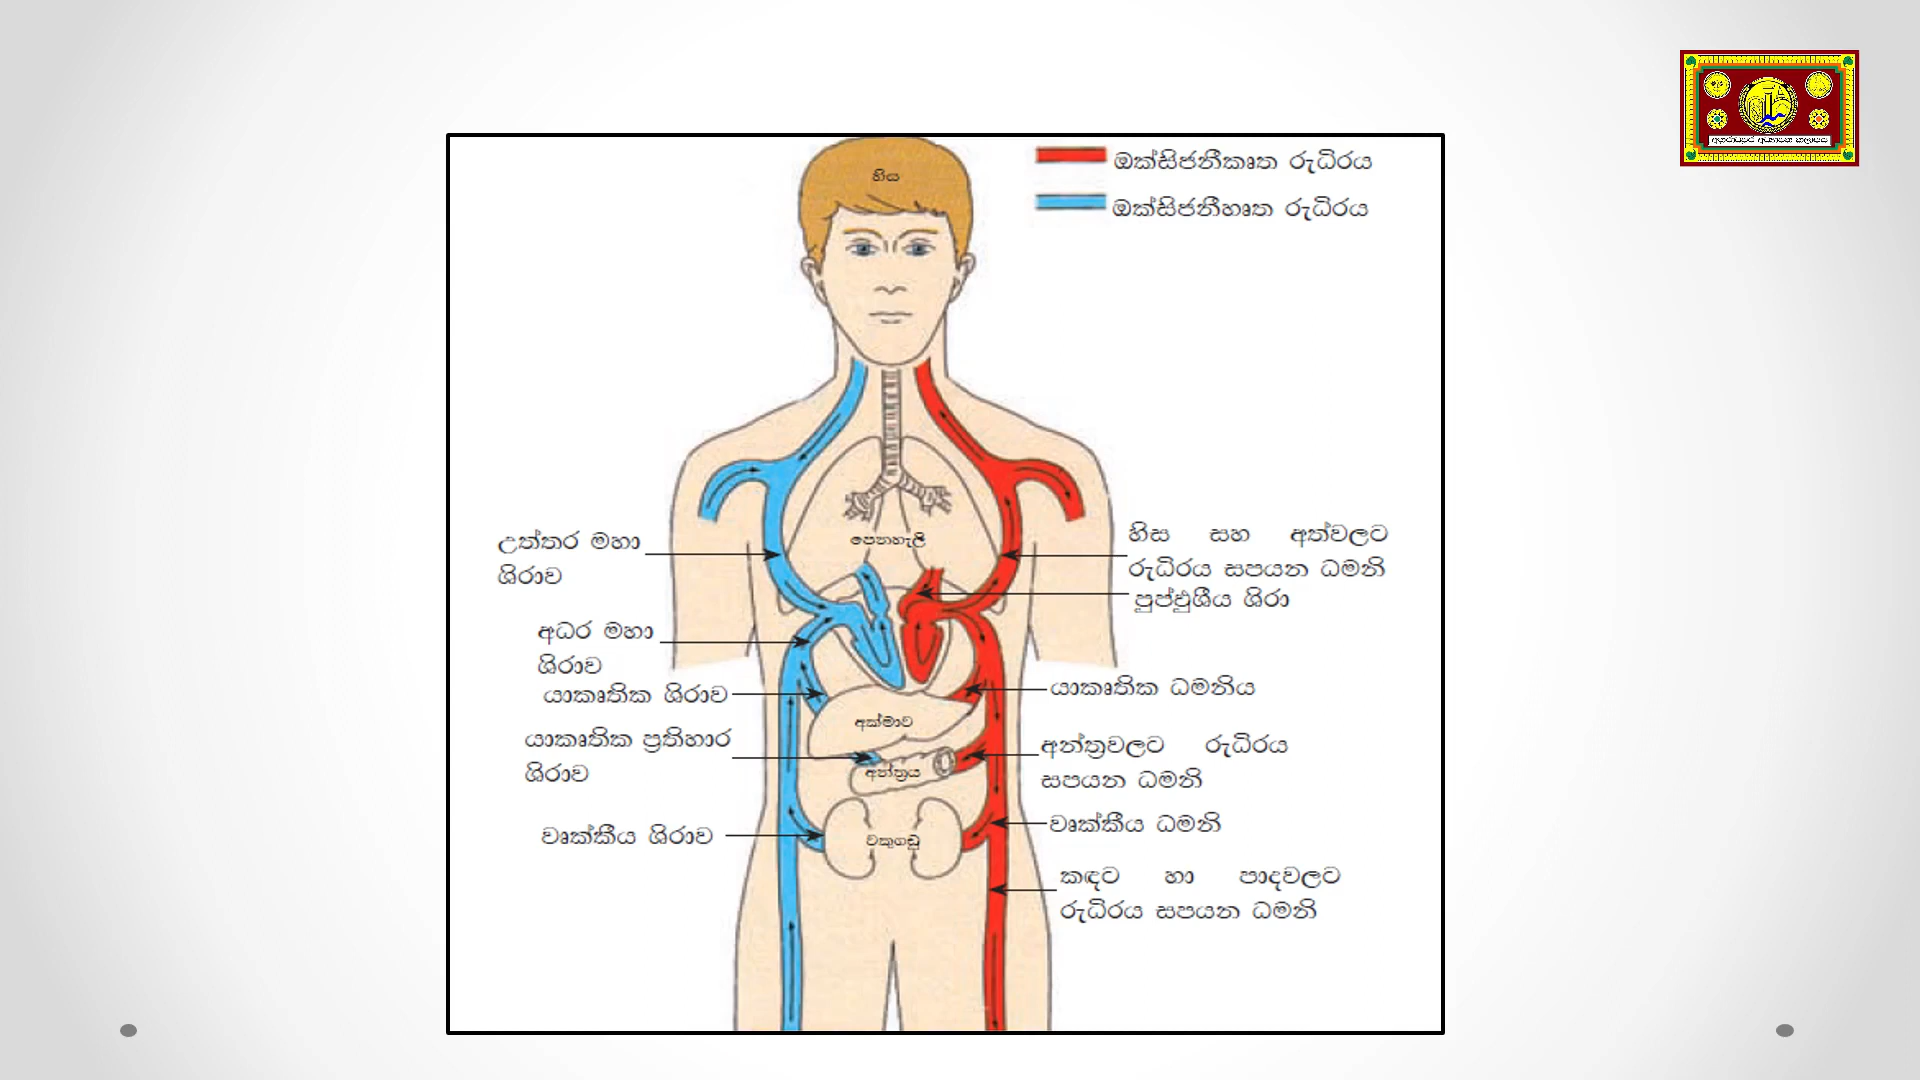 හිය
ඔක්සිජනීකෘත රුධිරය
ඔක්සිජනීහෘත රුධිරය
පෙනහැලි
උත්තර මහා
ශිරාව
අධර මහා
ශිරාව
යාකෘතික ශිරාව
යාකෘතික ප්‍රතිහාර
ශිරාව
වෘක්කීය ශිරාව
හිස සහ අත්වලට
රුධිරය සපයන ධමනි
පුප්ඵුශීය ශිරා
යාකෘතික ධමනිය
අන්ත්‍රවලට රුධිරය
සපයන ධමනි
වෘක්කීය ධමනි
කඳට හා පාදවලට
රුධිරය සපයන ධමනි
අක්මාව
අන්ත්‍රය
වකුගඩු